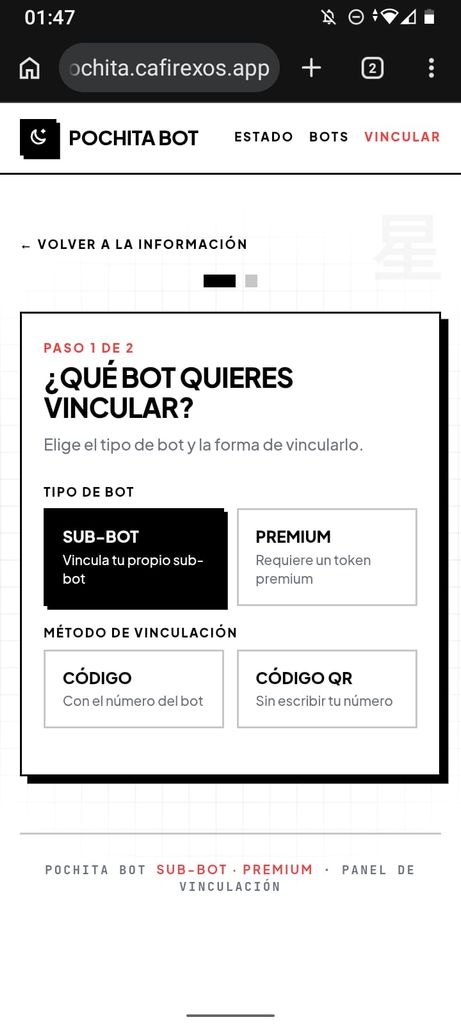 01:47
ochita.cafirexos.app
2
POCHITA BOT
ESTADO BOTS VINCULAR
← VOLVER A LA INFORMACIÓN
星
PASO 1 DE 2
¿QUÉ BOT QUIERES
VINCULAR?
Elige el tipo de bot y la forma de vincularlo.
TIPO DE BOT
SUB-BOT
Vincula tu propio sub-
bot
PREMIUM
Requiere un token
premium
MÉTODO DE VINCULACIÓN
CÓDIGO
Con el número del bot
CÓDIGO QR
Sin escribir tu número
POCHITA BOT SUB-BOT · PREMIUM · PANEL DE
VINCULACIÓN